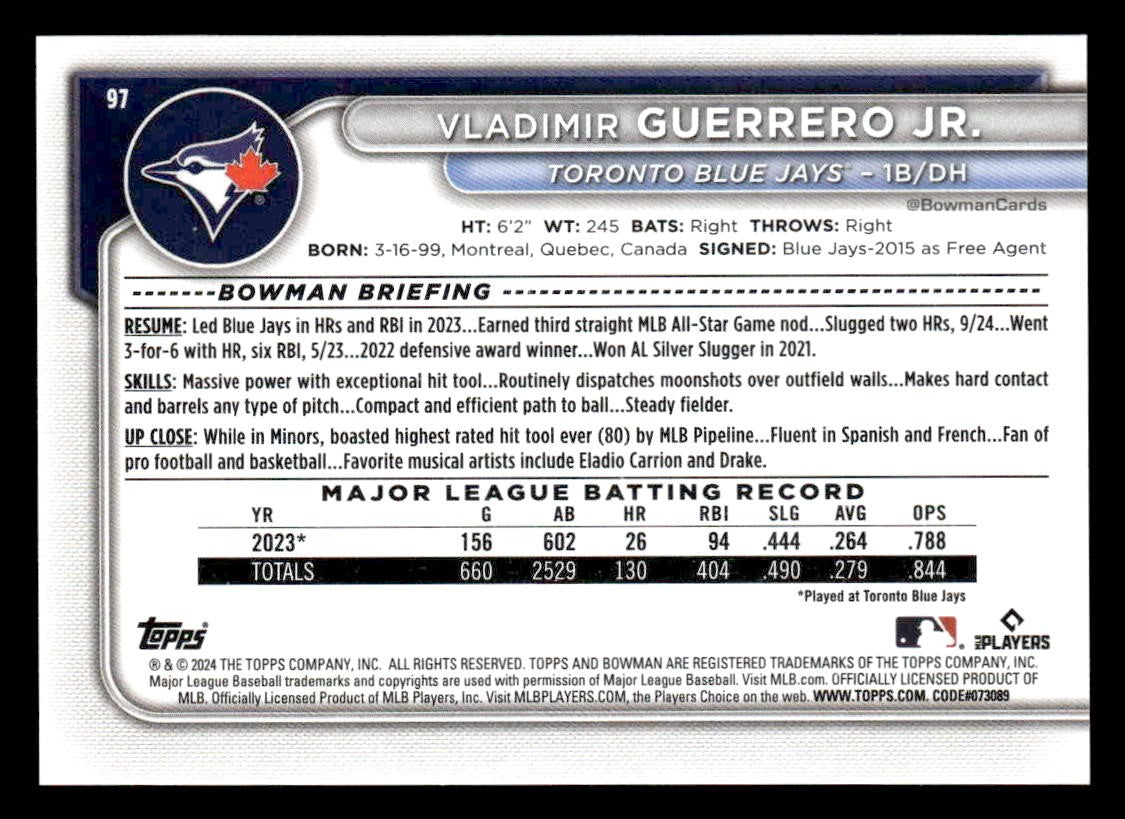 97
VLADIMIR GUERRERO JR.
TORONTO BLUE JAYS™ – 1B/DH
@BowmanCards
HT: 6'2" WT: 245 BATS: Right THROWS: Right
BORN: 3-16-99, Montreal, Quebec, Canada SIGNED: Blue Jays-2015 as Free Agent
BOWMAN BRIEFING
RESUME: Led Blue Jays in HRs and RBI in 2023...Earned third straight MLB All-Star Game nod...Slugged two HRs, 9/24...Went
3-for-6 with HR, six RBI, 5/23...2022 defensive award winner...Won AL Silver Slugger in 2021.
SKILLS: Massive power with exceptional hit tool...Routinely dispatches moonshots over outfield walls...Makes hard contact
and barrels any type of pitch...Compact and efficient path to ball...Steady fielder.
UP CLOSE: While in Minors, boasted highest rated hit tool ever (80) by MLB Pipeline...Fluent in Spanish and French...Fan of
pro football and basketball...Favorite musical artists include Eladio Carrion and Drake.
MAJOR LEAGUE BATTING RECORD
YR G AB HR RBI SLG AVG OPS
2023* 156 602 26 94 .444 .264 .788
TOTALS 660 2529 130 404 .490 .279 .844
*Played at Toronto Blue Jays
Topps®
MLB PLAYERS
® & © 2024 THE TOPPS COMPANY, INC. ALL RIGHTS RESERVED. TOPPS AND BOWMAN ARE REGISTERED TRADEMARKS OF THE TOPPS COMPANY, INC.
Major League Baseball trademarks and copyrights are used with permission of Major League Baseball. Visit MLB.com. OFFICIALLY LICENSED PRODUCT OF
MLB. Officially Licensed Product of MLB Players, Inc. Visit MLBPLAYERS.COM, the Players Choice on the web. WWW.TOPPS.COM. CODE#073089